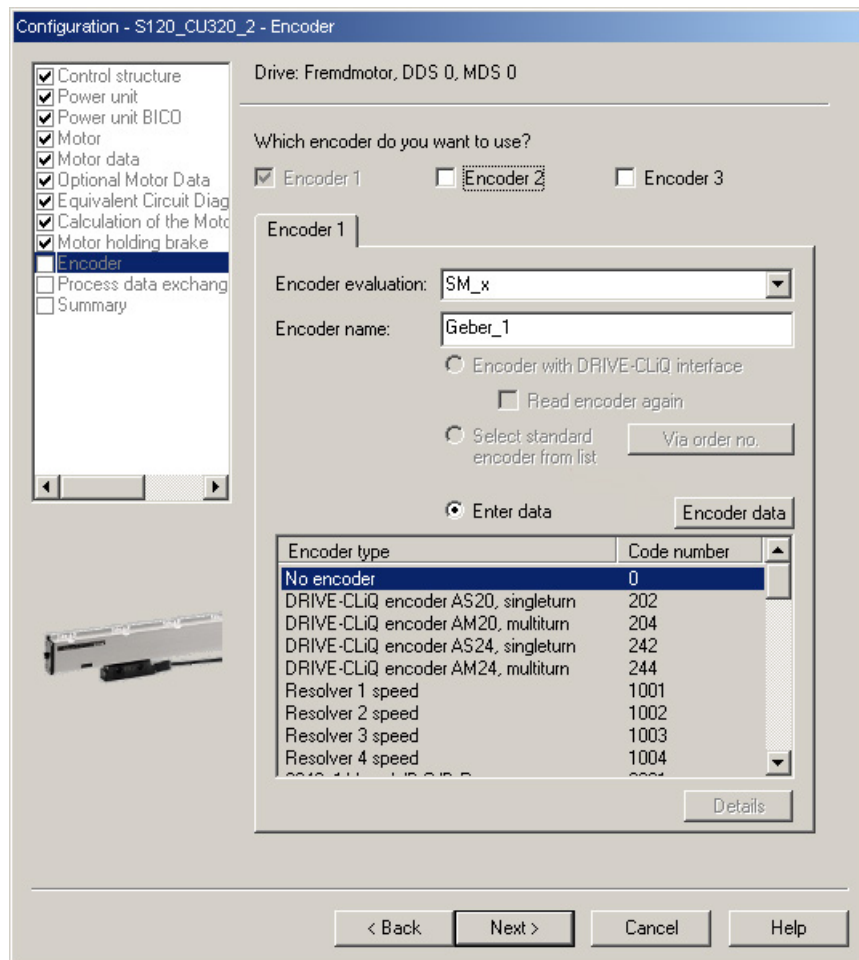 Configuration - S120_CU320_2 - Encoder
Control structure
Power unit
Power unit BICO
Motor
Motor data
Optional Motor Data
Equivalent Circuit Diag
Calculation of the Moto
Motor holding brake
Encoder
Process data exchang
Summary
Drive: Fremdmotor, DDS 0, MDS 0
Which encoder do you want to use?
Encoder 1 Encoder 2 Encoder 3
Encoder 1
Encoder evaluation: SM_x
Encoder name: Geber_1
Encoder with DRIVE-CLiQ interface
Read encoder again
Select standard
encoder from list
Via order no.
Enter data Encoder data
Encoder type Code number
No encoder 0
DRIVE-CLiQ encoder AS20, singleturn 202
DRIVE-CLiQ encoder AM20, multiturn 204
DRIVE-CLiQ encoder AS24, singleturn 242
DRIVE-CLiQ encoder AM24, multiturn 244
Resolver 1 speed 1001
Resolver 2 speed 1002
Resolver 3 speed 1003
Resolver 4 speed 1004
Details
< Back Next > Cancel Help